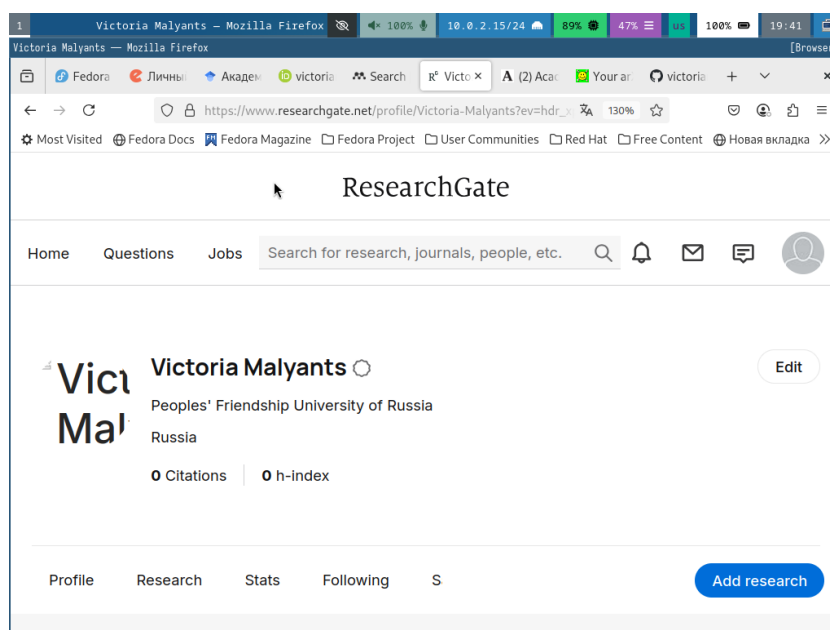 1 Victoria Malyants — Mozilla Firefox 100% 10.0.2.15/24 89% 47% us 100% 19:41
Victoria Malyants — Mozilla Firefox [Brows
Fedora Личны Академ victoria Search Victo × (2) Acac Your ar victoria +
https://www.researchgate.net/profile/Victoria-Malyants?ev=hdr_x 130%
Most Visited Fedora Docs Fedora Magazine Fedora Project User Communities Red Hat Free Content Новая вкладка
ResearchGate
Home Questions Jobs Search for research, journals, people, etc.
Victoria Malyants
Edit
Peoples' Friendship University of Russia
Russia
0 Citations 0 h-index
Profile Research Stats Following S Add research